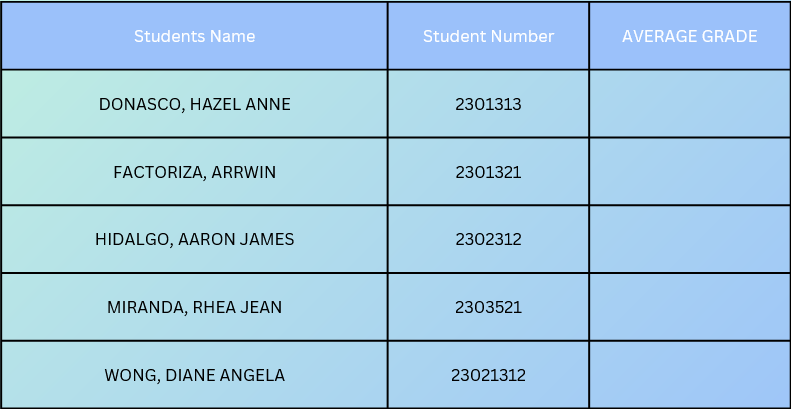 Students Name Student Number AVERAGE GRADE
DONASCO, HAZEL ANNE 2301313
FACTORIZA, ARRWIN 2301321
HIDALGO, AARON JAMES 2302312
MIRANDA, RHEA JEAN 2303521
WONG, DIANE ANGELA 23021312